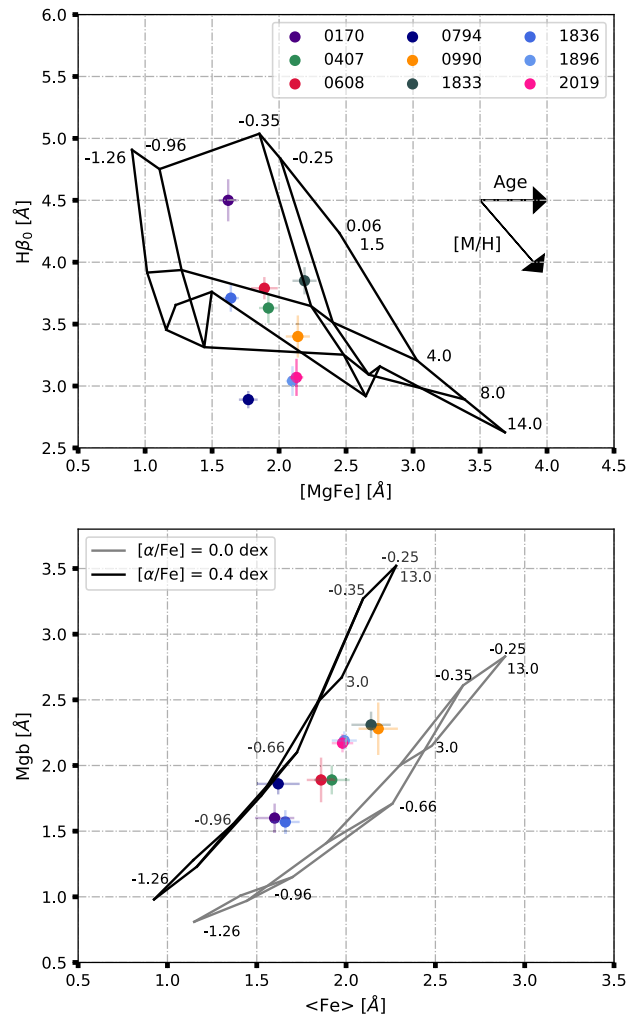 6.0
5.5
5.0
4.5
4.0
3.5
3.0
2.5
Hβ₀ [Å]
0170 0794 1836
0407 0990 1896
0608 1833 2019
-1.26
-0.96
-0.35
-0.25
0.06
1.5
4.0
8.0
14.0
Age
[M/H]
0.5 1.0 1.5 2.0 2.5 3.0 3.5 4.0 4.5
[MgFe] [Å]
3.5
3.0
2.5
2.0
1.5
1.0
0.5
Mgb [Å]
[α/Fe] = 0.0 dex
[α/Fe] = 0.4 dex
-0.25
13.0
-0.35
3.0
-0.66
-0.96
-1.26
-0.25
13.0
-0.35
3.0
-0.66
-0.96
-1.26
0.5 1.0 1.5 2.0 2.5 3.0 3.5
<Fe> [Å]